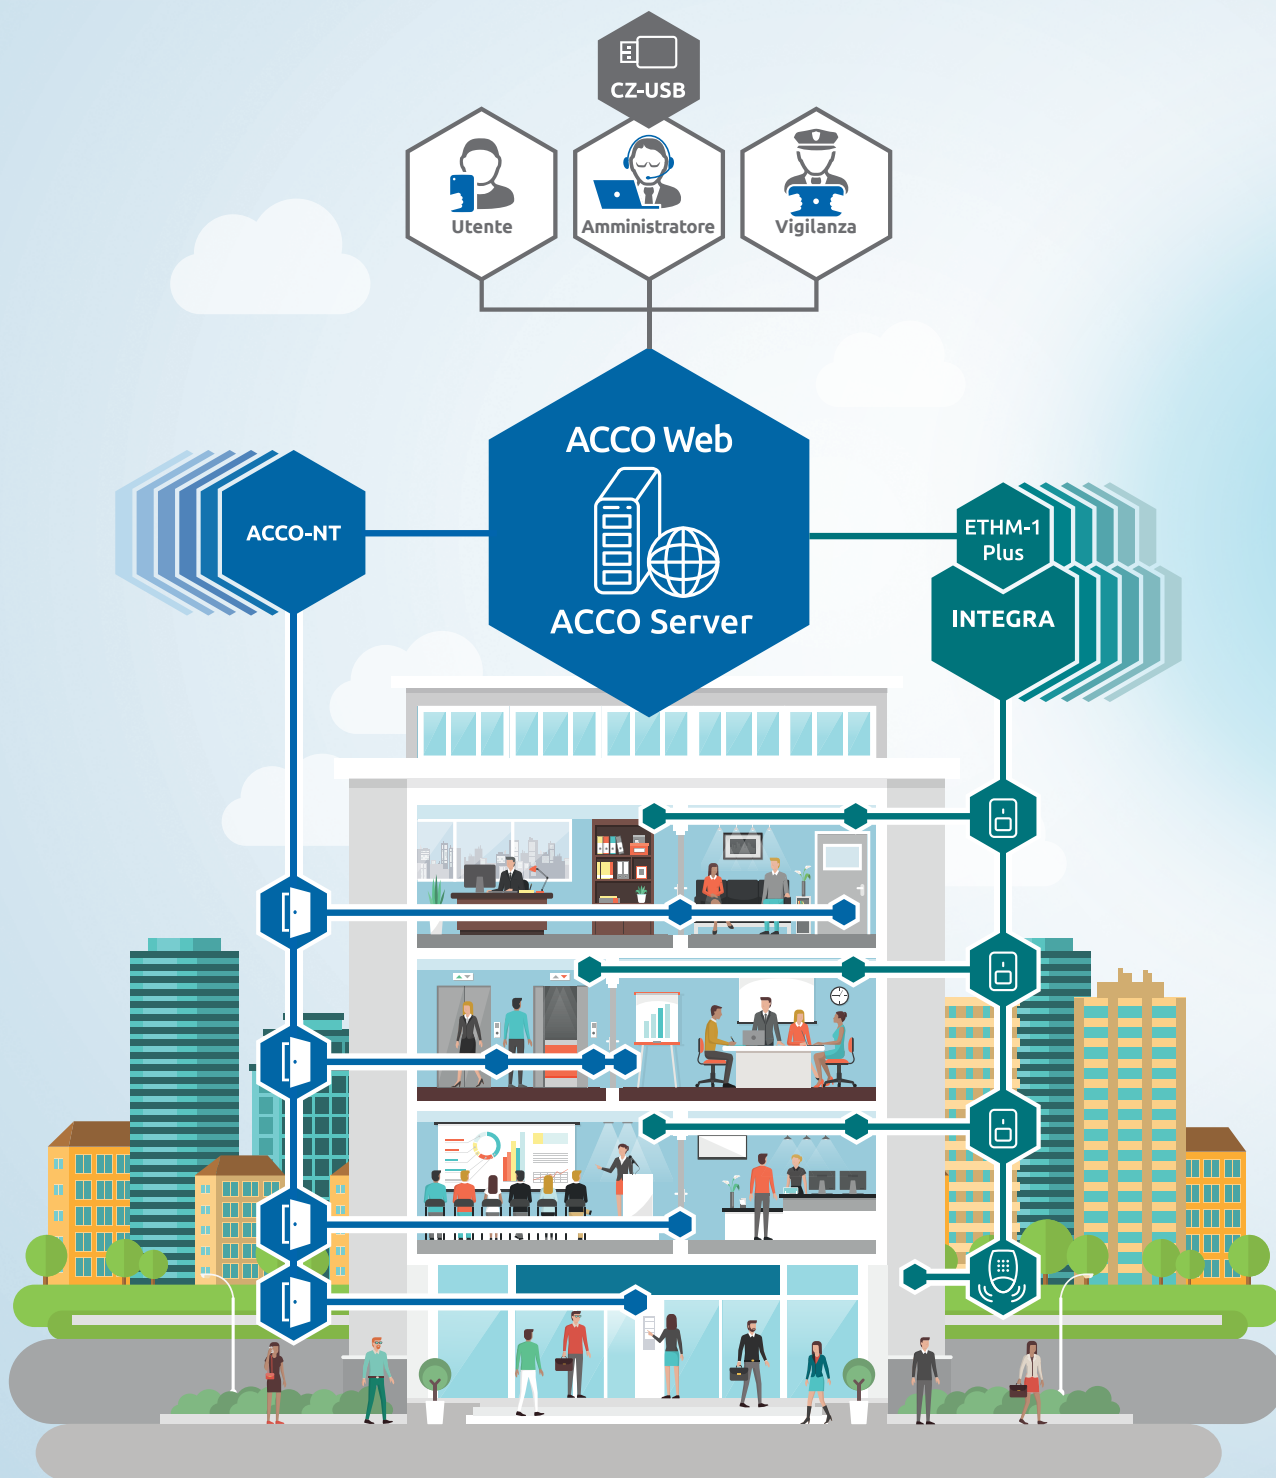 CZ-USB
Utente
Amministratore
Vigilanza
ACCO Web
ACCO Server
ACCO-NT
ETHM-1
Plus
INTEGRA